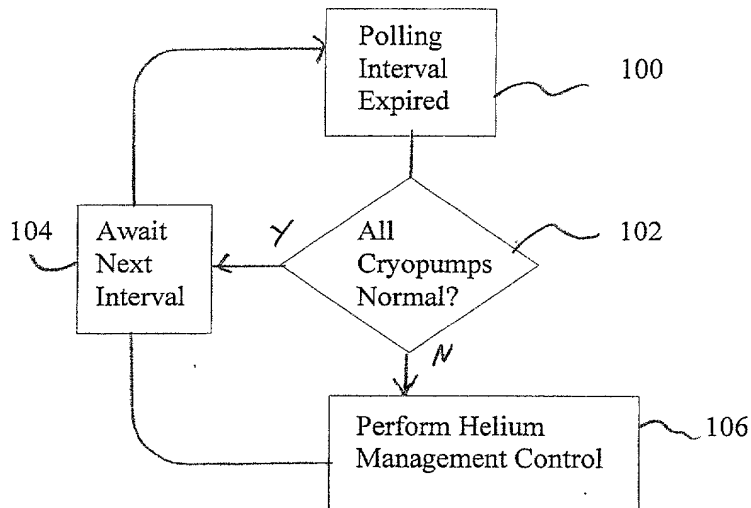 Polling
Interval
Expired
100
104
Await
Next
Interval
Y
All
Cryopumps
Normal?
102
N
Perform Helium
Management Control
106